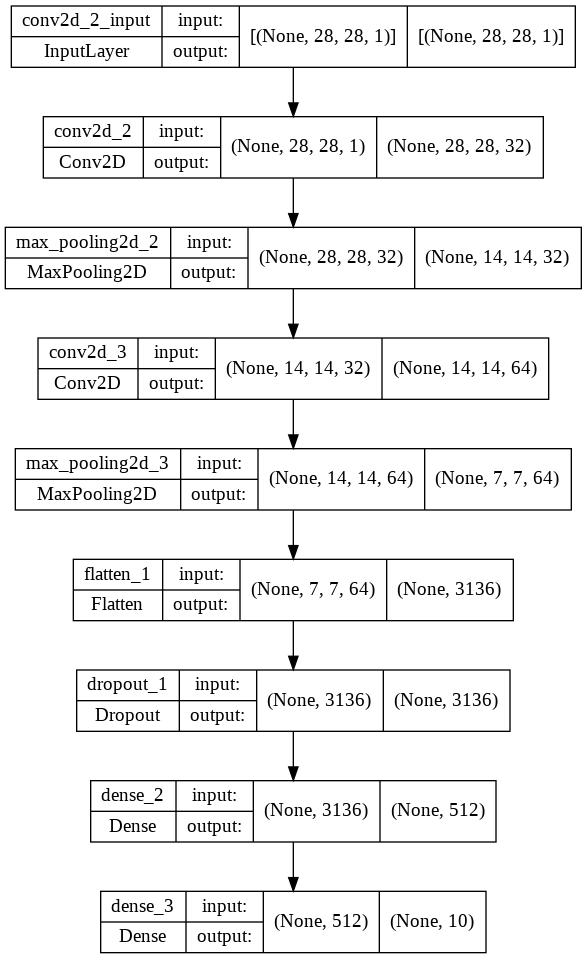 conv2d_2_input input: [(None, 28, 28, 1)] [(None, 28, 28, 1)]
InputLayer output:
conv2d_2 input: (None, 28, 28, 1) (None, 28, 28, 32)
Conv2D output:
max_pooling2d_2 input: (None, 28, 28, 32) (None, 14, 14, 32)
MaxPooling2D output:
conv2d_3 input: (None, 14, 14, 32) (None, 14, 14, 64)
Conv2D output:
max_pooling2d_3 input: (None, 14, 14, 64) (None, 7, 7, 64)
MaxPooling2D output:
flatten_1 input: (None, 7, 7, 64) (None, 3136)
Flatten output:
dropout_1 input: (None, 3136) (None, 3136)
Dropout output:
dense_2 input: (None, 3136) (None, 512)
Dense output:
dense_3 input: (None, 512) (None, 10)
Dense output: